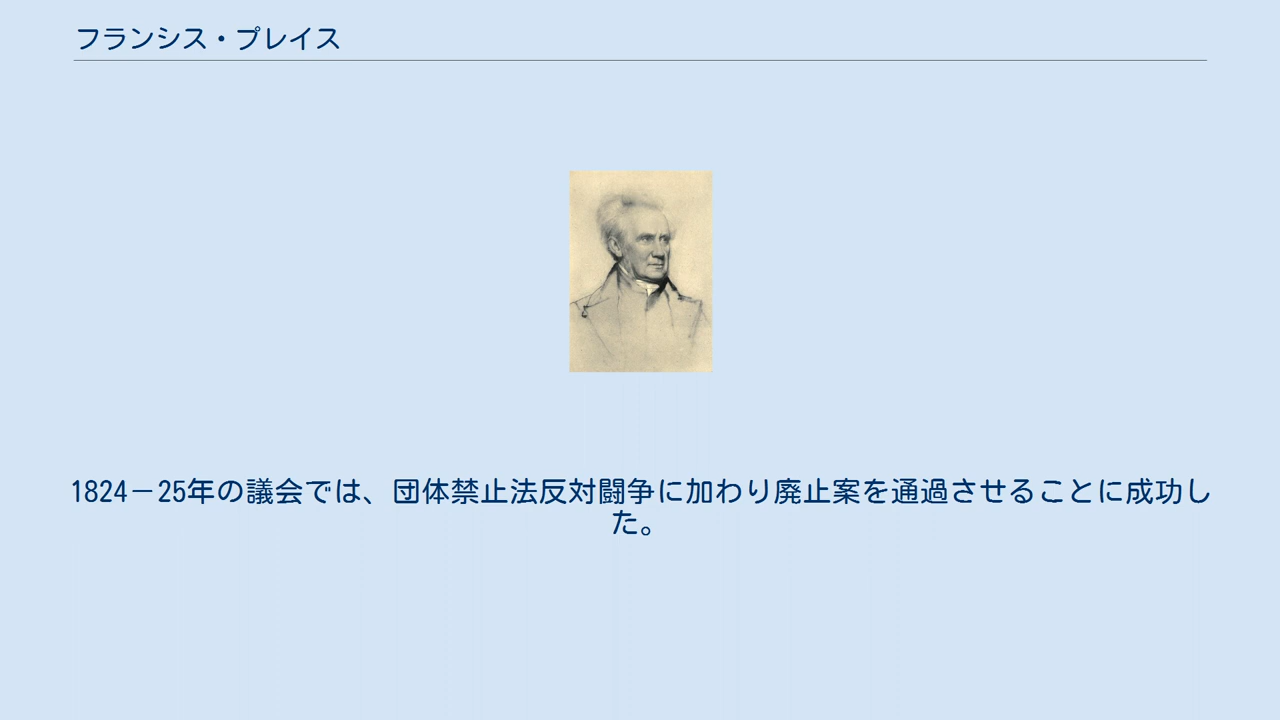 フランシス・プレイス
1824－25年の議会では、団体禁止法反対闘争に加わり廃止案を通過させることに成功し
た。